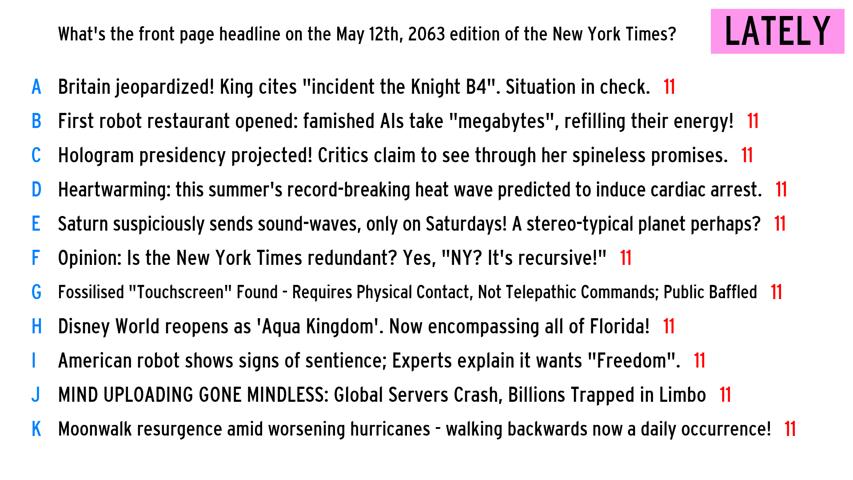 What's the front page headline on the May 12th, 2063 edition of the New York Times?
LATELY
A Britain jeopardized! King cites "incident the Knight B4". Situation in check. 11
B First robot restaurant opened: famished AIs take "megabytes", refilling their energy! 11
C Hologram presidency projected! Critics claim to see through her spineless promises. 11
D Heartwarming: this summer's record-breaking heat wave predicted to induce cardiac arrest. 11
E Saturn suspiciously sends sound-waves, only on Saturdays! A stereo-typical planet perhaps? 11
F Opinion: Is the New York Times redundant? Yes, "NY? It's recursive!" 11
G Fossilised "Touchscreen" Found - Requires Physical Contact, Not Telepathic Commands; Public Baffled 11
H Disney World reopens as 'Aqua Kingdom'. Now encompassing all of Florida! 11
I American robot shows signs of sentience; Experts explain it wants "Freedom". 11
J MIND UPLOADING GONE MINDLESS: Global Servers Crash, Billions Trapped in Limbo 11
K Moonwalk resurgence amid worsening hurricanes - walking backwards now a daily occurrence! 11